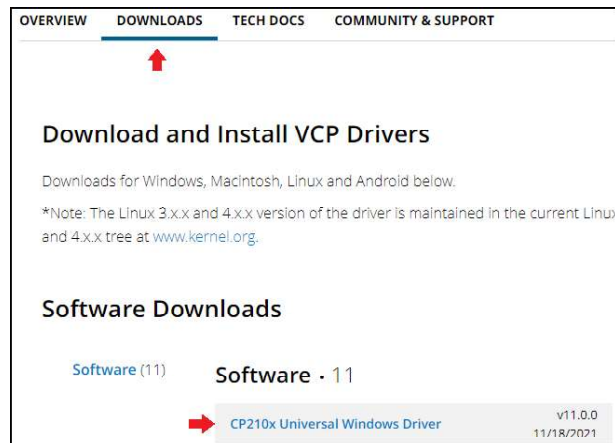 OVERVIEW DOWNLOADS TECH DOCS COMMUNITY & SUPPORT
Download and Install VCP Drivers
Downloads for Windows, Macintosh, Linux and Android below.
*Note: The Linux 3.x.x and 4.x.x version of the driver is maintained in the current Linux
and 4.x.x tree at www.kernel.org.
Software Downloads
Software (11)
Software · 11
CP210x Universal Windows Driver
v11.0.0
11/18/2021